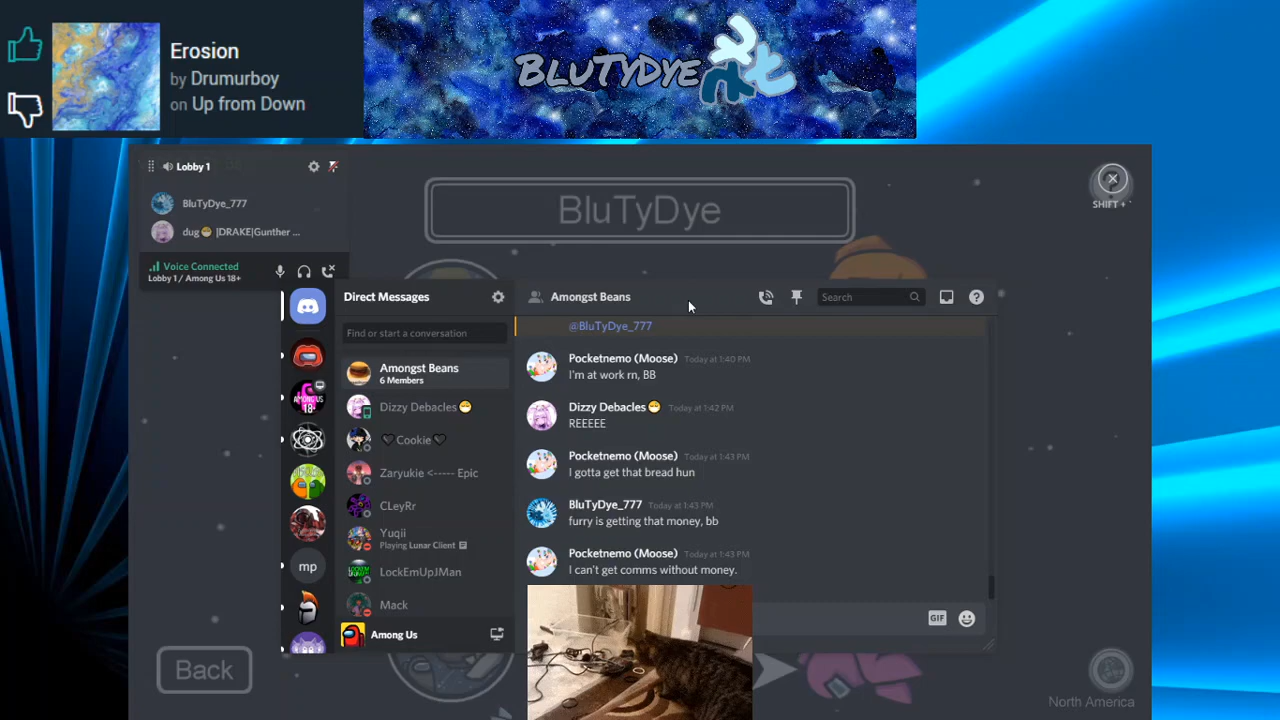 Erosion
by Drumurboy
on Up from Down
BLUTYDYE
Lobby 1
BluTyDye_777
dug😷 |DRAKE|Gunther ...
Voice Connected
Lobby 1 / Among Us 18+
BluTyDye
SHIFT + `
Direct Messages
Find or start a conversation
Amongst Beans
6 Members
Dizzy Debacles 😷
🖤Cookie🖤
Zaryukie <----- Epic
CLeyRr
Yuqii
Playing Lunar Client
LockEmUpJMan
Mack
Among Us
AMONG US
18+
mp
Amongst Beans
Search
@BluTyDye_777
Pocketnemo (Moose) Today at 1:40 PM
I'm at work rn, BB
Dizzy Debacles 😷 Today at 1:42 PM
REEEEE
Pocketnemo (Moose) Today at 1:43 PM
I gotta get that bread hun
BluTyDye_777 Today at 1:43 PM
furry is getting that money, bb
Pocketnemo (Moose) Today at 1:43 PM
I can't get comms without money.
GIF
Back
North America